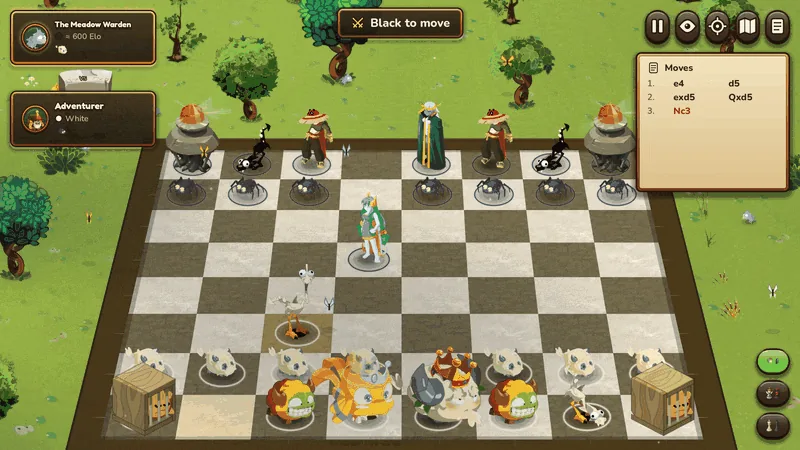 The Meadow Warden
≈ 600 Elo
Black to move
VS
Adventurer
White
Moves
1. e4 d5
2. exd5 Qxd5
3. Nc3